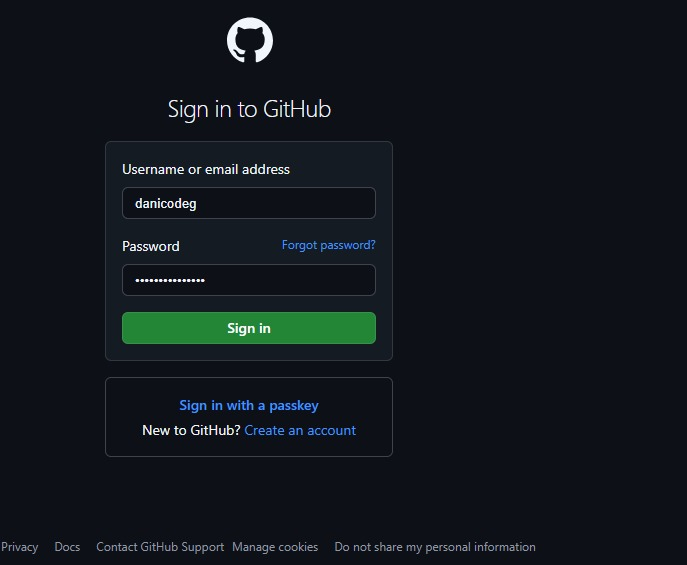 Sign in to GitHub
Username or email address
danicodeg
Password Forgot password?
•••••••••••••••
Sign in
Sign in with a passkey
New to GitHub? Create an account
Privacy Docs Contact GitHub Support Manage cookies Do not share my personal information